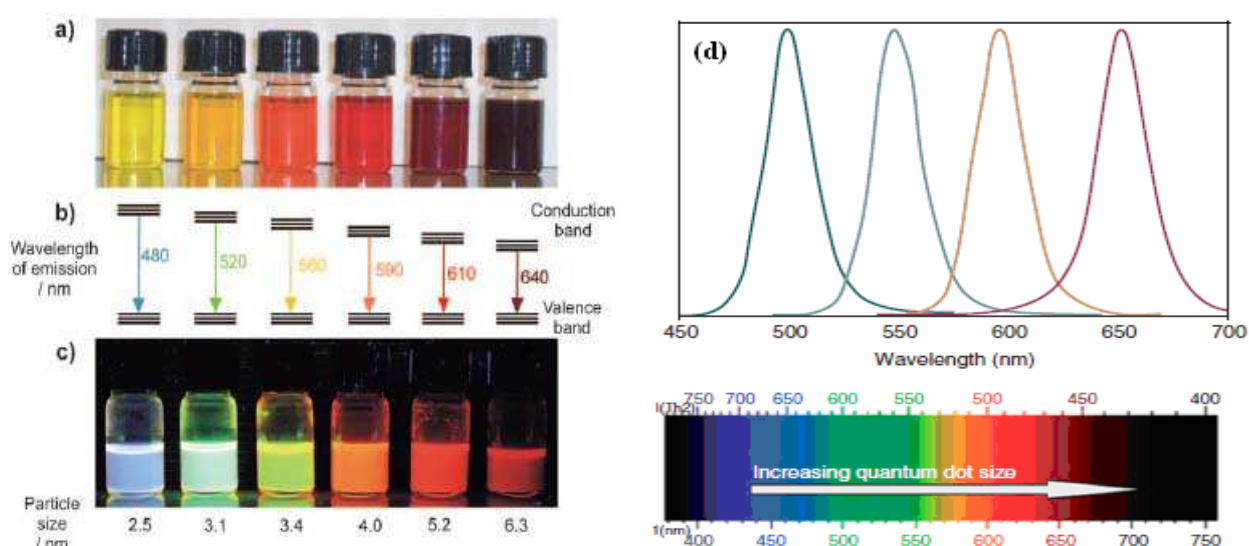 a)
b)
Conduction
band
Wavelength
of emission
/ nm
480
520
560
590
610
640
Valence
band
c)
Particle
size
/ nm
2.5
3.1
3.4
4.0
5.2
6.3
(d)
450
500
550
600
650
700
Wavelength (nm)
I(Th2)
750
700
650
600
550
500
450
400
Increasing quantum dot size
1(nm)
400
450
500
550
600
650
700
750